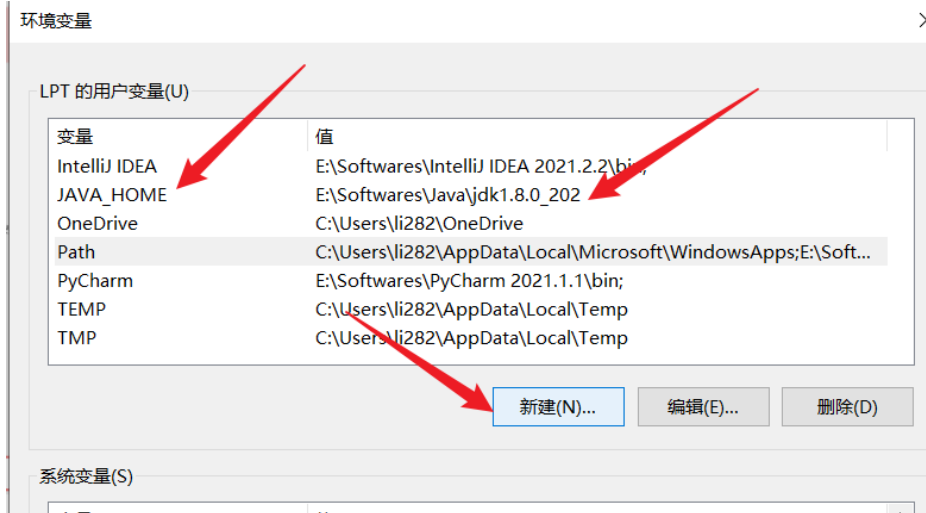 环境变量
LPT 的用户变量(U)
变量 值
IntelliJ IDEA E:\Softwares\IntelliJ IDEA 2021.2.2\bin;
JAVA_HOME E:\Softwares\Java\jdk1.8.0_202
OneDrive C:\Users\li282\OneDrive
Path C:\Users\li282\AppData\Local\Microsoft\WindowsApps;E:\Soft...
PyCharm E:\Softwares\PyCharm 2021.1.1\bin;
TEMP C:\Users\li282\AppData\Local\Temp
TMP C:\Users\li282\AppData\Local\Temp
新建(N)... 编辑(E)... 删除(D)
系统变量(S)